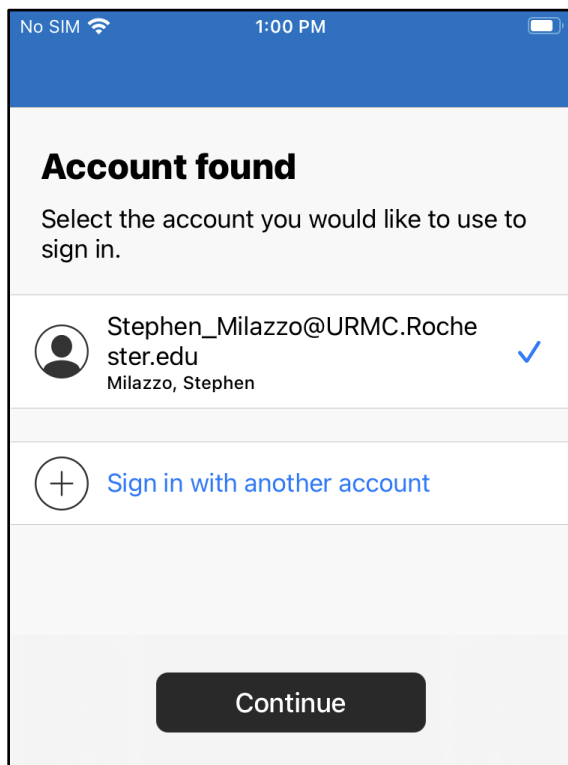 No SIM 1:00 PM
Account found
Select the account you would like to use to
sign in.
Stephen_Milazzo@URMC.Roche
ster.edu
Milazzo, Stephen
Sign in with another account
Continue